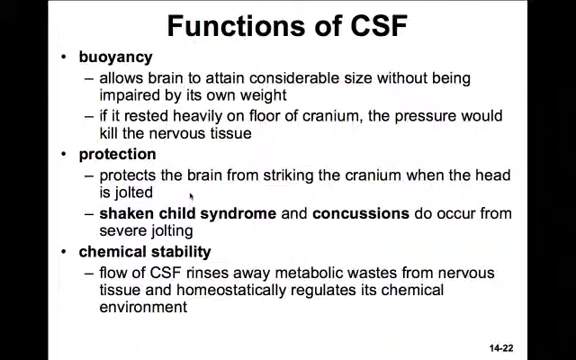 Functions of CSF
• buoyancy
– allows brain to attain considerable size without being
impaired by its own weight
– if it rested heavily on floor of cranium, the pressure would
kill the nervous tissue
• protection
– protects the brain from striking the cranium when the head
is jolted
– shaken child syndrome and concussions do occur from
severe jolting
• chemical stability
– flow of CSF rinses away metabolic wastes from nervous
tissue and homeostatically regulates its chemical
environment
14-22